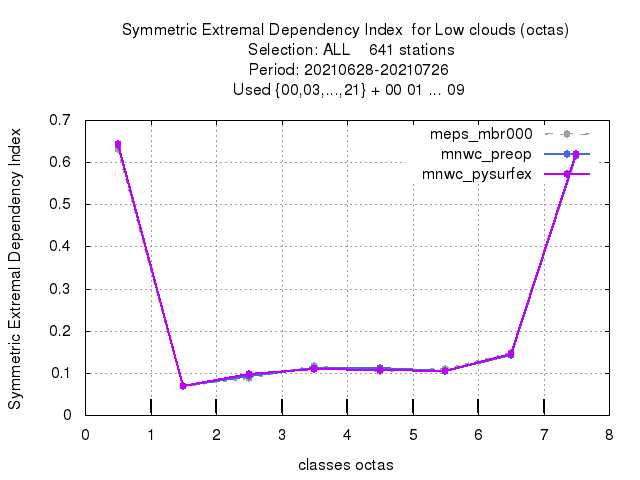 Symmetric Extremal Dependency Index  for Low clouds (octas)
Selection: ALL    641 stations
Period: 20210628-20210726
Used {00,03,...,21} + 00 01 ... 09
Symmetric Extremal Dependency Index
0.7
0.6
0.5
0.4
0.3
0.2
0.1
0
meps_mbr000
mnwc_preop
mnwc_pysurfex
0 1 2 3 4 5 6 7 8
classes octas